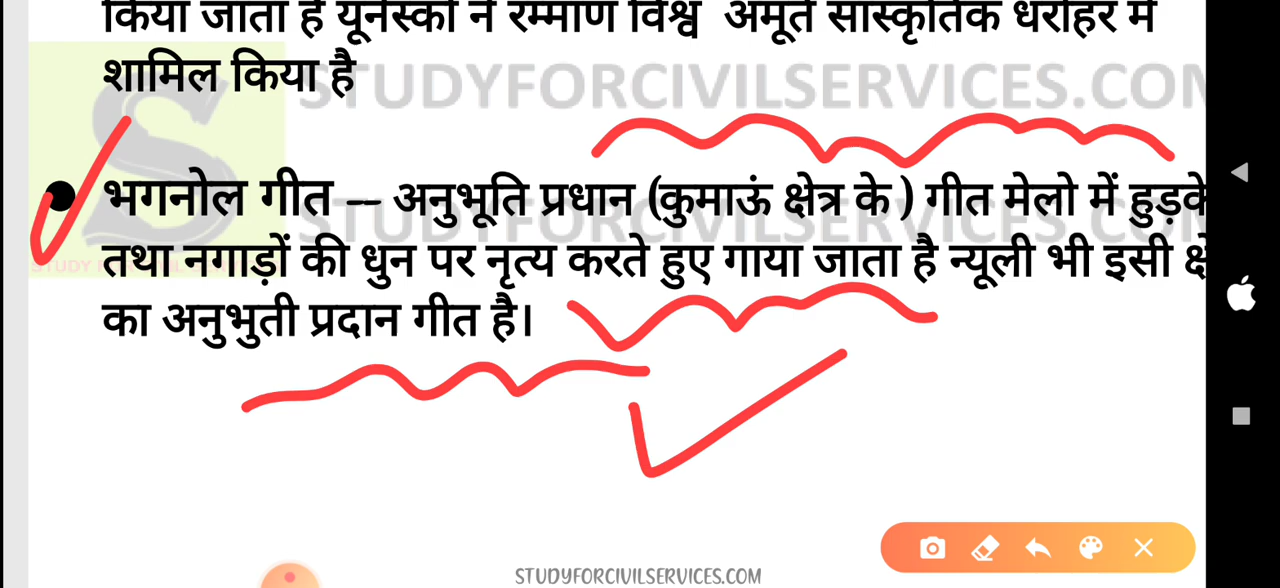 किया जाता है यूनेस्को ने रम्माण विश्व अमूर्त सांस्कृतिक धरोहर में
शामिल किया है
STUDYFORCIVILSERVICES.COM
भगनोल गीत -- अनुभूति प्रधान (कुमाऊं क्षेत्र के ) गीत मेलो में हुड़के
तथा नगाड़ों की धुन पर नृत्य करते हुए गाया जाता है न्यूली भी इसी
का अनुभुती प्रदान गीत है।
STUDYFORCIVILSERVICES.COM